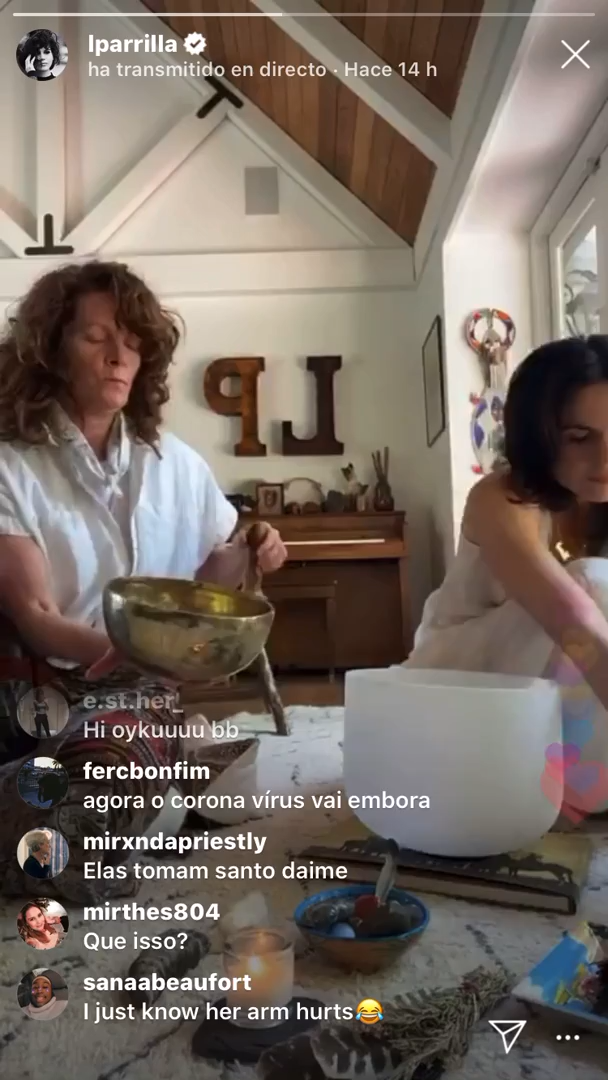 lparrilla
ha transmitido en directo · Hace 14 h
LP
e.st.her_
Hi oykuuuu bb
fercbonfim
agora o corona vírus vai embora
mirxndapriestly
Elas tomam santo daime
mirthes804
Que isso?
sanaabeaufort
I just know her arm hurts😂